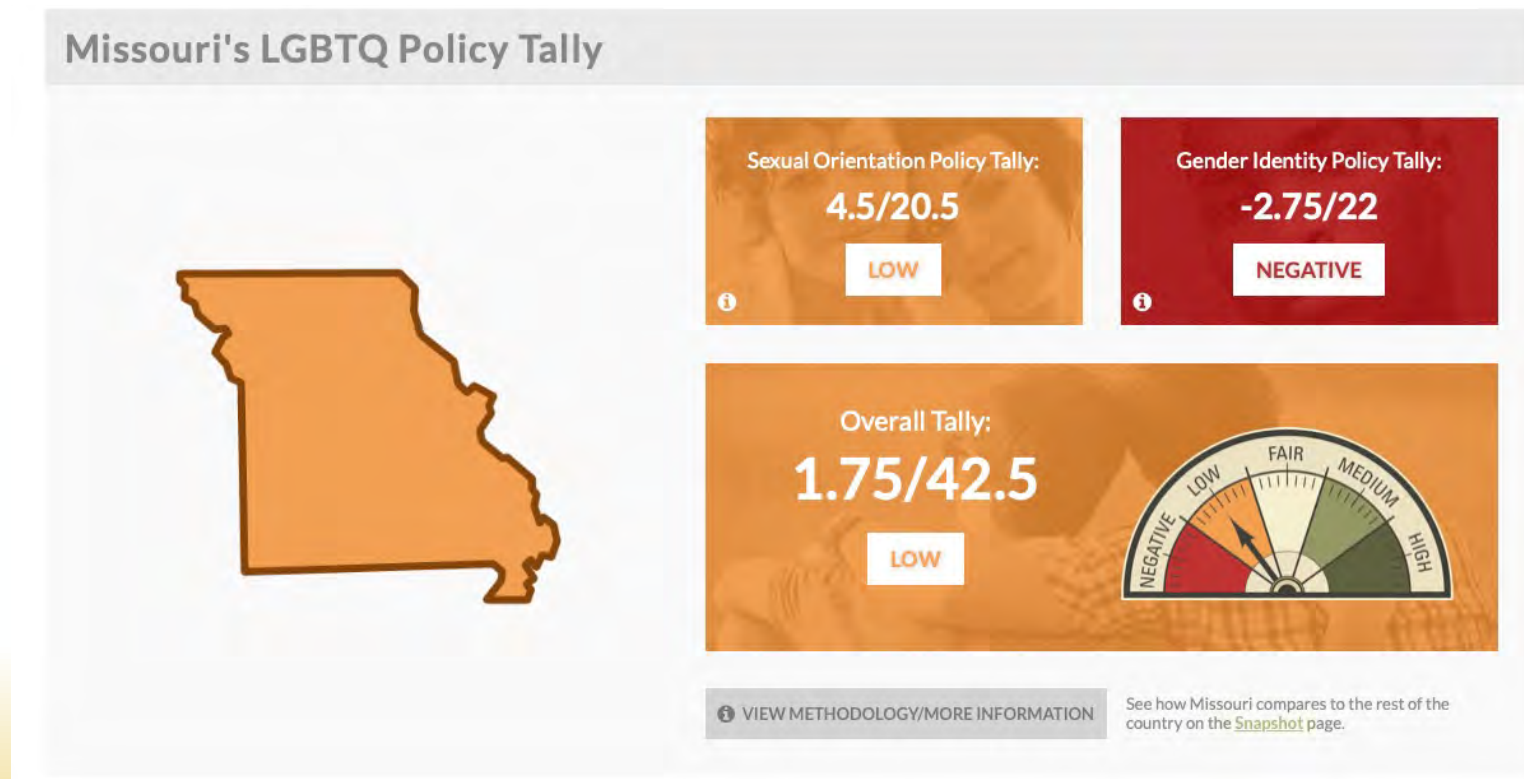 Missouri's LGBTQ Policy Tally
Sexual Orientation Policy Tally:
4.5/20.5
LOW
Gender Identity Policy Tally:
-2.75/22
NEGATIVE
Overall Tally:
1.75/42.5
LOW
NEGATIVE
LOW
FAIR
MEDIUM
HIGH
VIEW METHODOLOGY/MORE INFORMATION
See how Missouri compares to the rest of the
country on the Snapshot page.